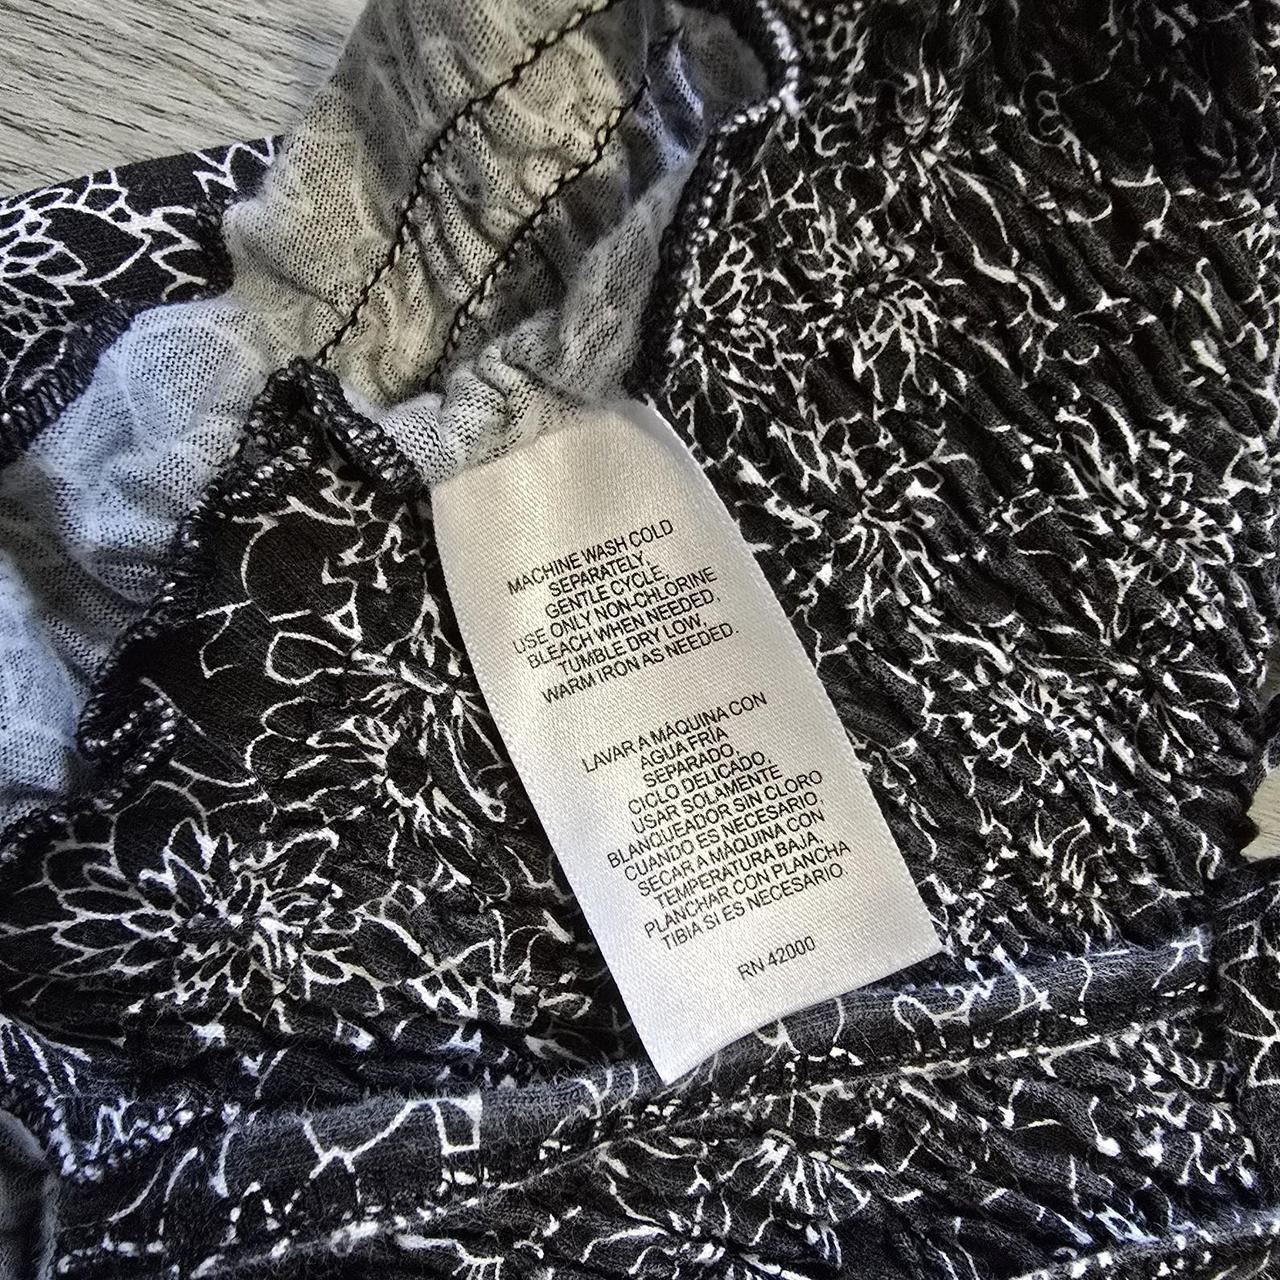 MACHINE WASH COLD
SEPARATELY,
GENTLE CYCLE.
USE ONLY NON-CHLORINE
BLEACH WHEN NEEDED,
TUMBLE DRY LOW,
WARM IRON AS NEEDED.
LAVAR A MÁQUINA CON
AGUA FRÍA
SEPARADO,
CICLO DELICADO,
USAR SOLAMENTE
BLANQUEADOR SIN CLORO
CUANDO ES NECESARIO,
SECAR A MÁQUINA CON
TEMPERATURA BAJA,
PLANCHAR CON PLANCHA
TIBIA SI ES NECESARIO.
RN 42000